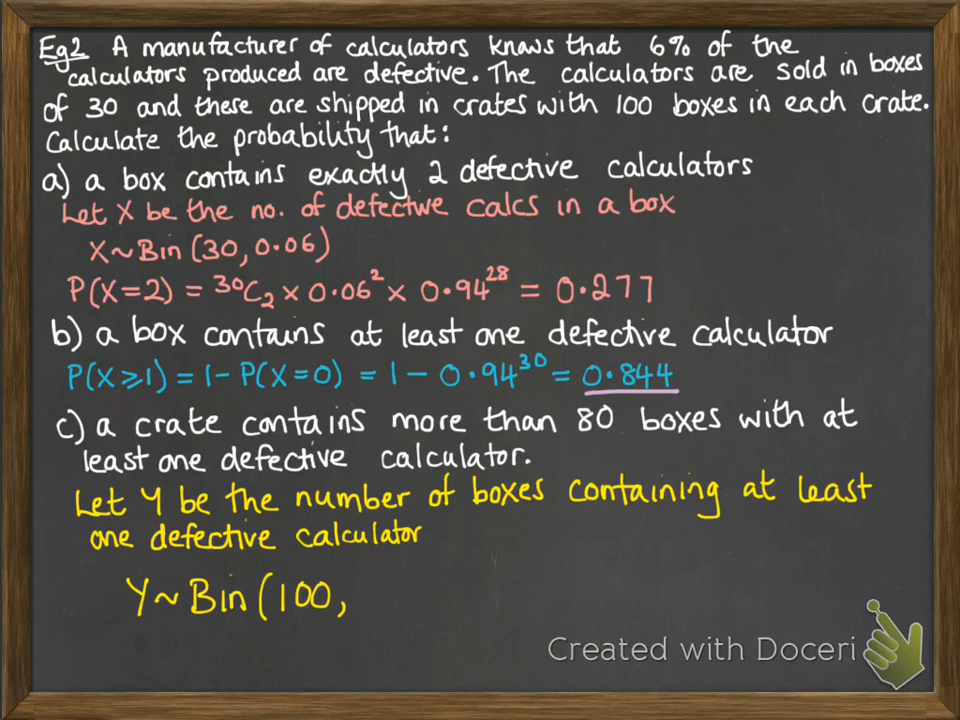 Eg2 A manufacturer of calculators knows that 6% of the
calculators produced are defective. The calculators are sold in boxes
of 30 and these are shipped in crates with 100 boxes in each crate.
Calculate the probability that:
a) a box contains exactly 2 defective calculators
Let X be the no. of defective calcs in a box
X~Bin (30, 0.06)
P(X=2) = ³⁰C₂ × 0.06² × 0.94²⁸ = 0.277
b) a box contains at least one defective calculator
P(X≥1) = 1 - P(X=0) = 1 - 0.94³⁰ = 0.844
c) a crate contains more than 80 boxes with at
least one defective calculator.
Let Y be the number of boxes containing at least
one defective calculator
Y~ Bin (100,
Created with Doceri